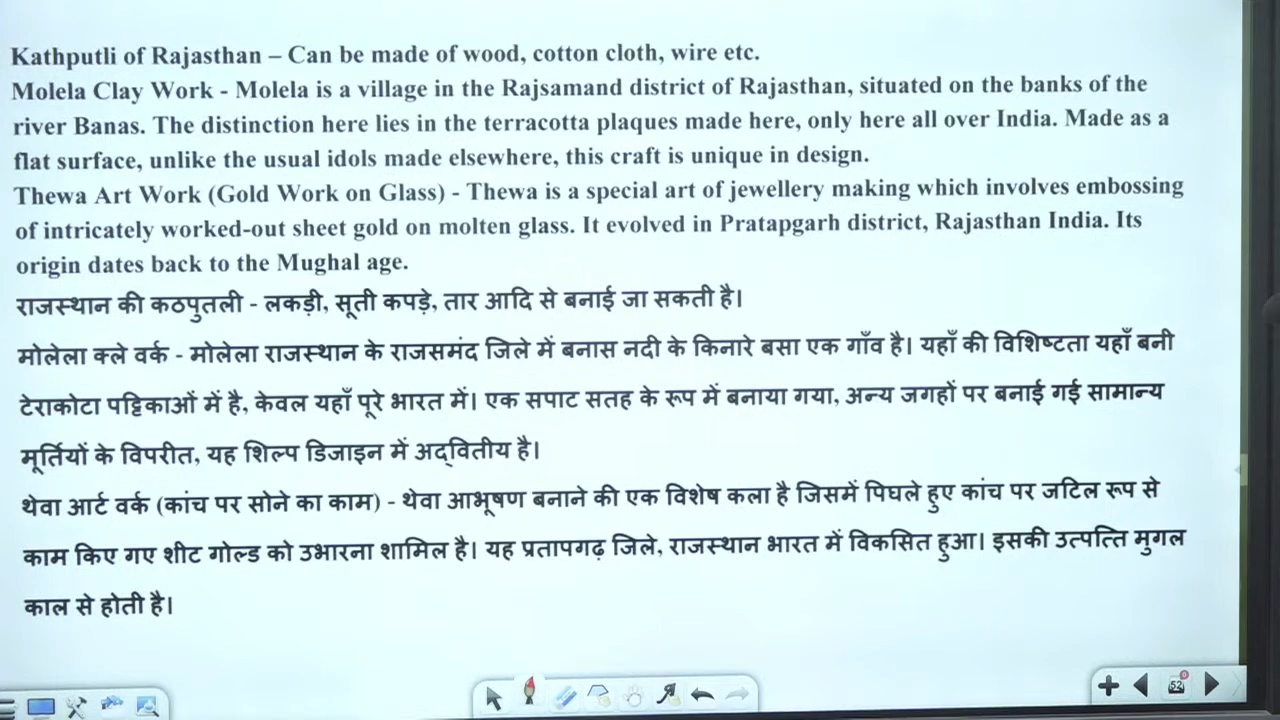 Kathputli of Rajasthan – Can be made of wood, cotton cloth, wire etc.
Molela Clay Work - Molela is a village in the Rajsamand district of Rajasthan, situated on the banks of the
river Banas. The distinction here lies in the terracotta plaques made here, only here all over India. Made as a
flat surface, unlike the usual idols made elsewhere, this craft is unique in design.
Thewa Art Work (Gold Work on Glass) - Thewa is a special art of jewellery making which involves embossing
of intricately worked-out sheet gold on molten glass. It evolved in Pratapgarh district, Rajasthan India. Its
origin dates back to the Mughal age.
राजस्थान की कठपुतली - लकड़ी, सूती कपड़े, तार आदि से बनाई जा सकती है।
मोलेला क्ले वर्क - मोलेला राजस्थान के राजसमंद जिले में बनास नदी के किनारे बसा एक गाँव है। यहाँ की विशिष्टता यहाँ बनी
टेराकोटा पट्टिकाओं में है, केवल यहाँ पूरे भारत में। एक सपाट सतह के रूप में बनाया गया, अन्य जगहों पर बनाई गई सामान्य
मूर्तियों के विपरीत, यह शिल्प डिजाइन में अद्वितीय है।
थेवा आर्ट वर्क (कांच पर सोने का काम) - थेवा आभूषण बनाने की एक विशेष कला है जिसमें पिघले हुए कांच पर जटिल रूप से
काम किए गए शीट गोल्ड को उभारना शामिल है। यह प्रतापगढ़ जिले, राजस्थान भारत में विकसित हुआ। इसकी उत्पत्ति मुगल
काल से होती है।
52